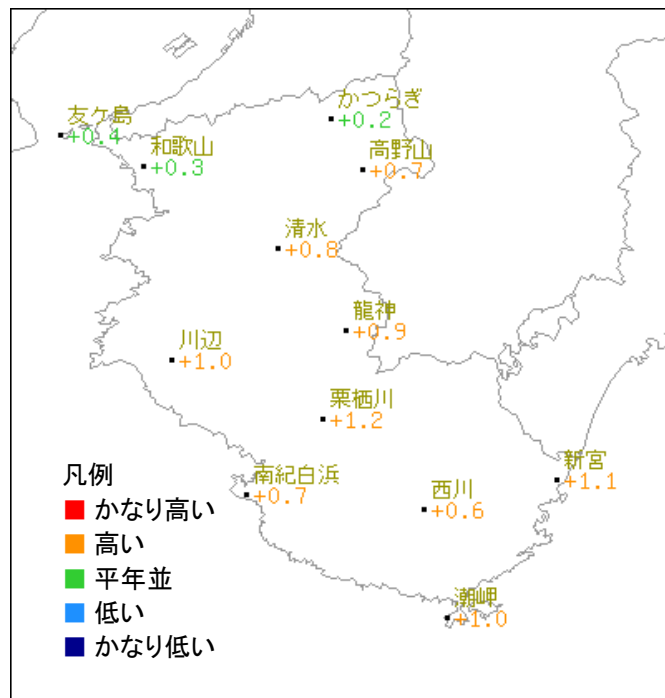 かつらぎ
+0.2
友ケ島
+0.4
和歌山
+0.3
高野山
+0.7
清水
+0.8
龍神
+0.9
川辺
+1.0
栗栖川
+1.2
新宮
+1.1
南紀白浜
+0.7
西川
+0.6
潮岬
+1.0
凡例
かなり高い
高い
平年並
低い
かなり低い